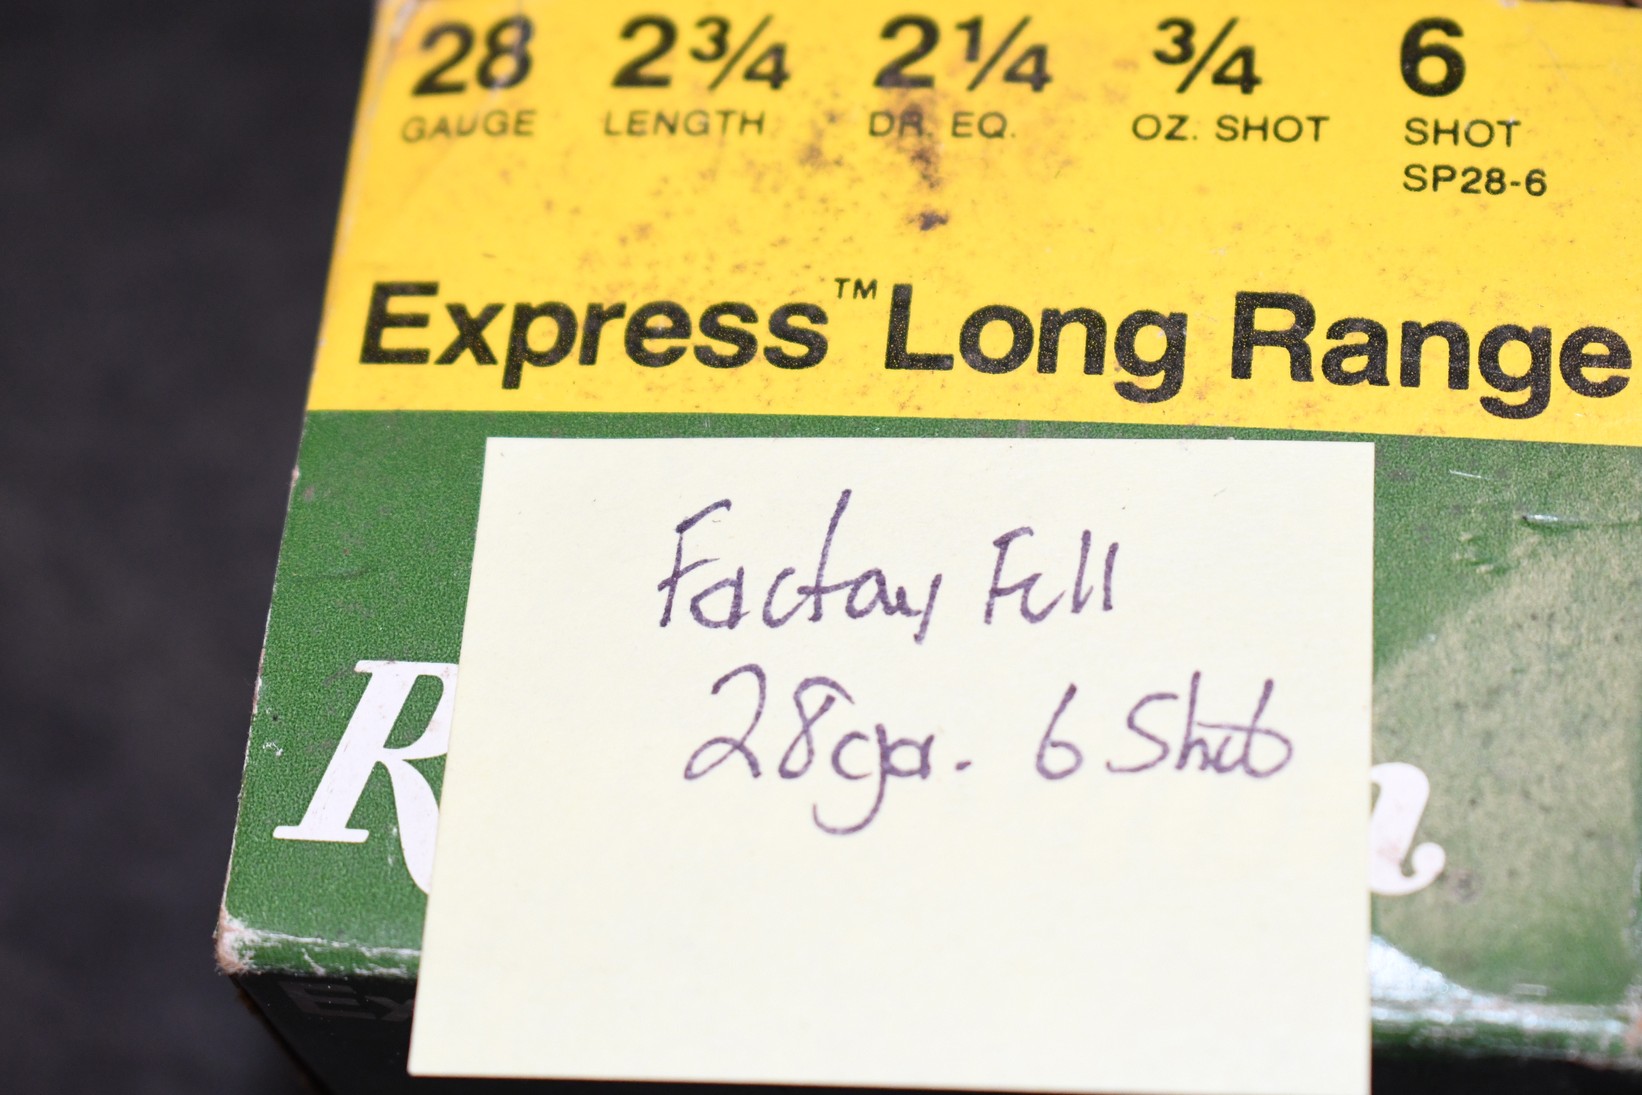 28 2¾ 2¼ ¾ 6
GAUGE LENGTH DR. EQ. OZ. SHOT SHOT
SP28-6
Express™ Long Range
Factory Full
28ga. 6 Shot
R n